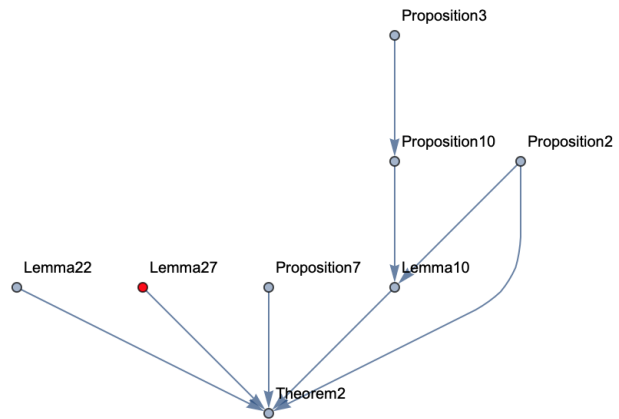 Proposition3
Proposition10
Proposition2
Lemma22
Lemma27
Proposition7
Lemma10
Theorem2